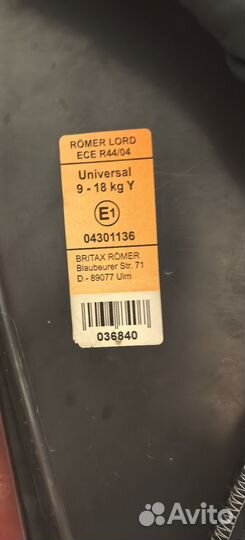 RÖMER LORD
ECE R44/04
Universal
9 - 18 kg Y
E1
04301136
BRITAX RÖMER
Blaubeurer Str. 71
D - 89077 Ulm
036840
Avito